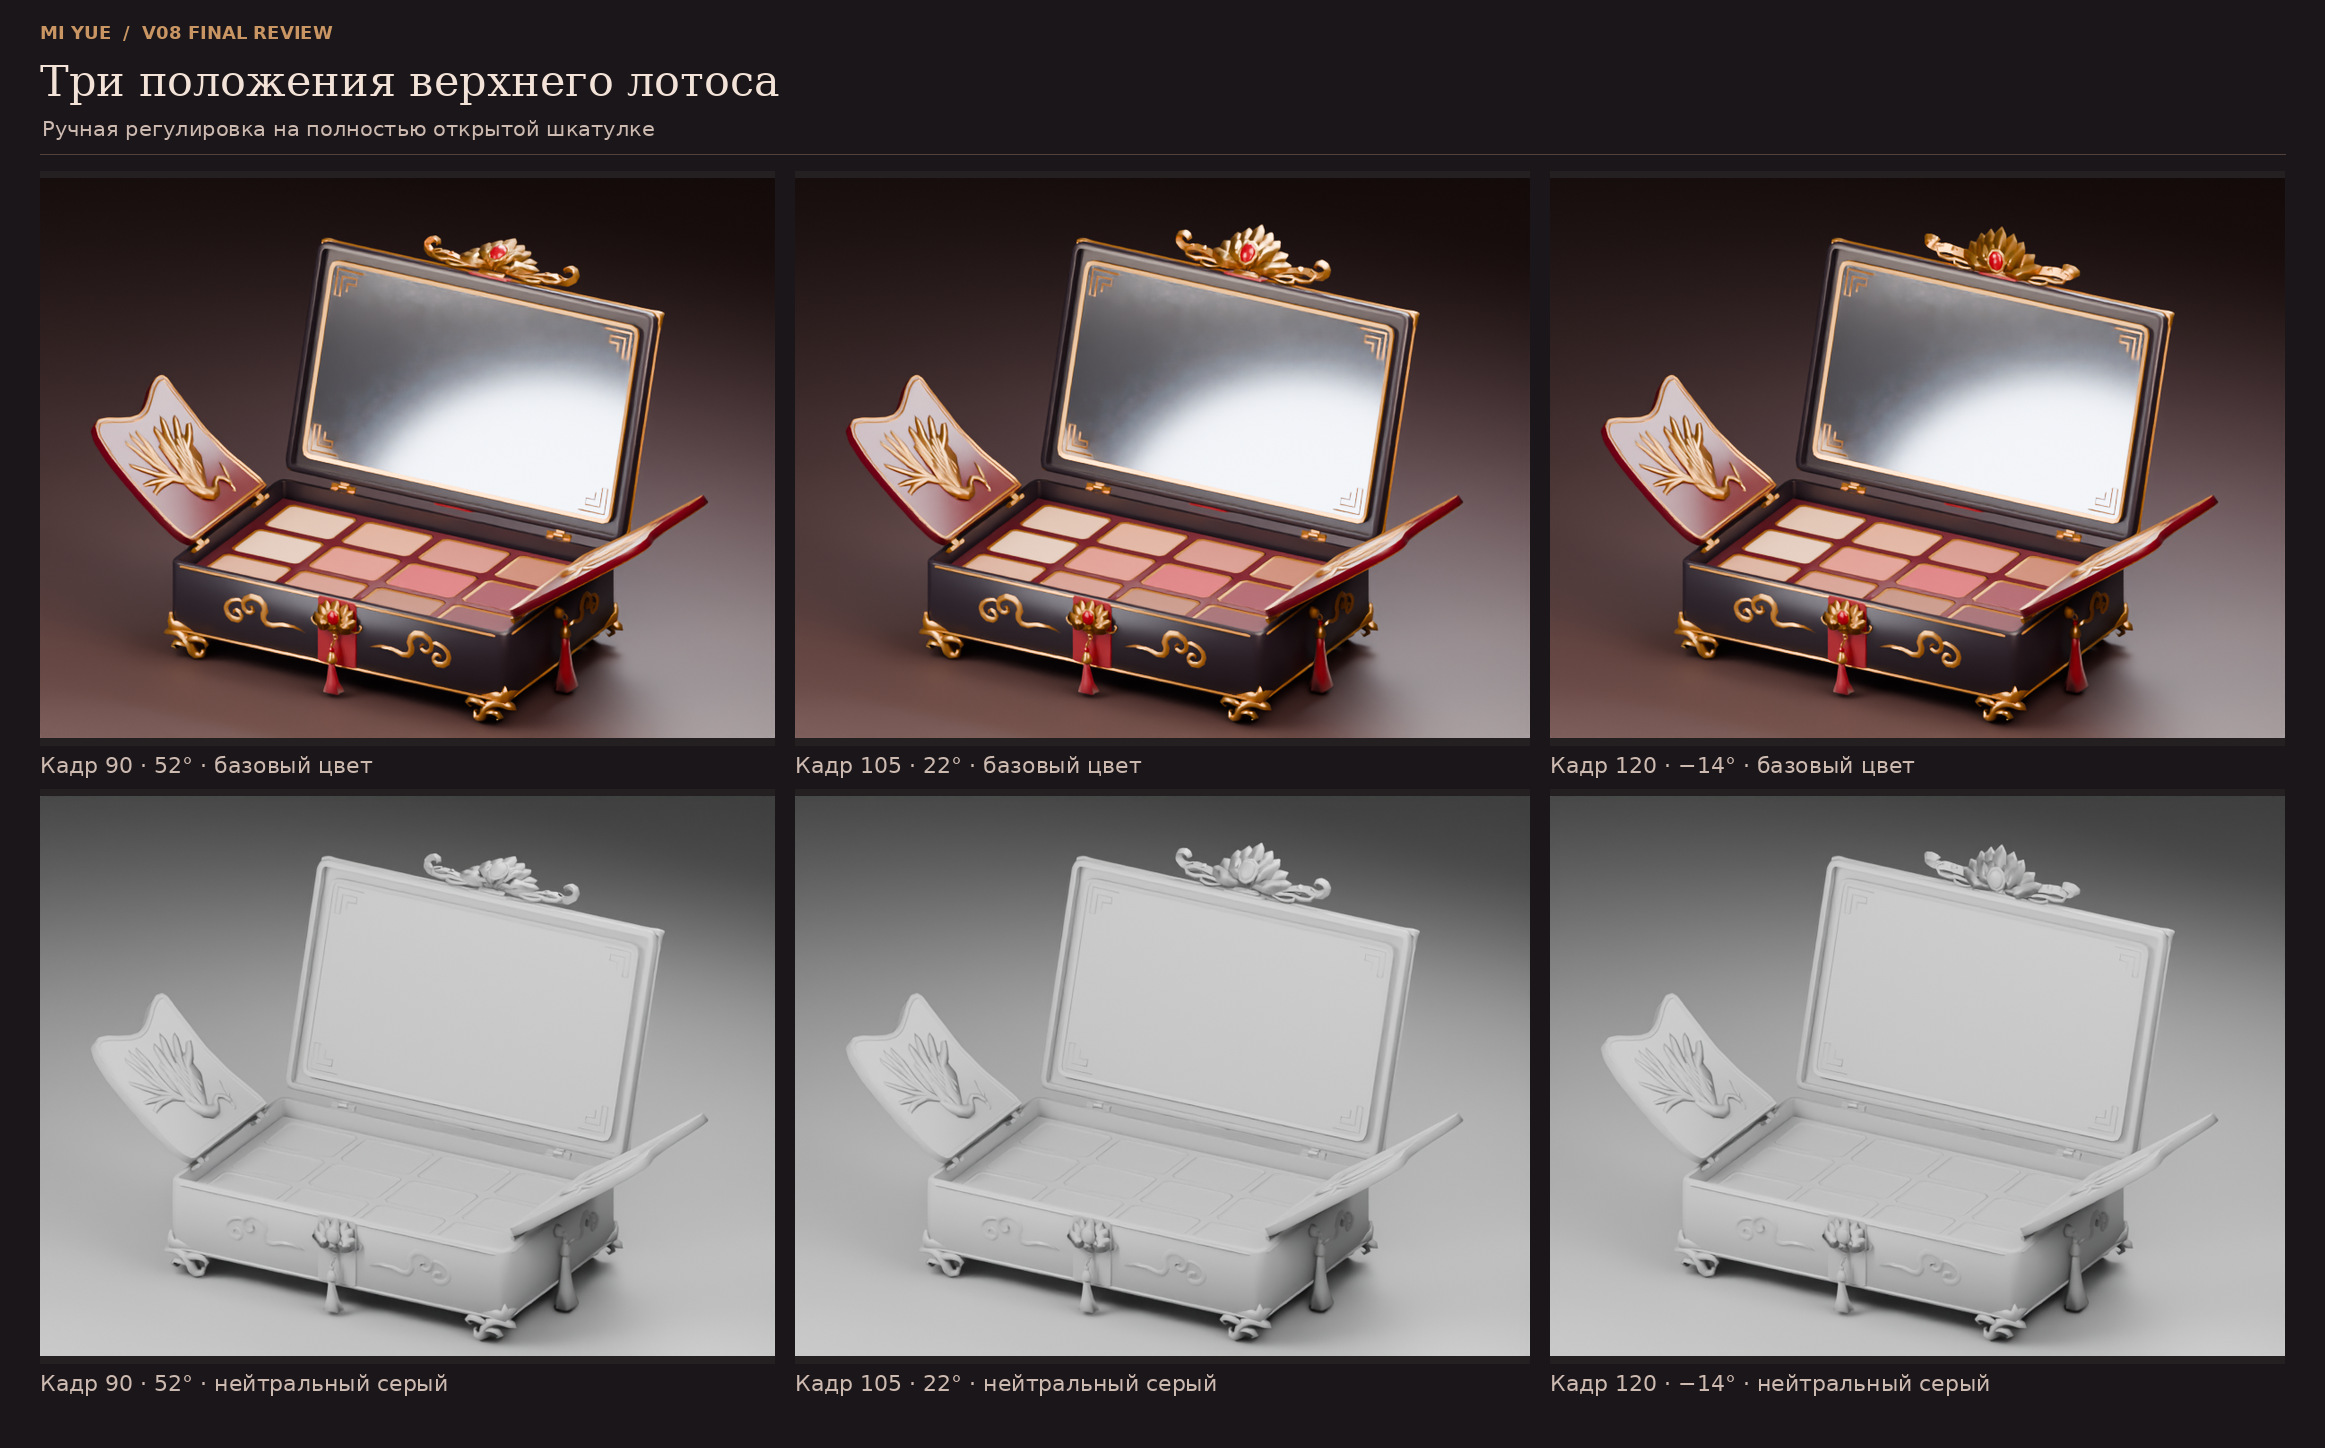 MI YUE / V08 FINAL REVIEW
Три положения верхнего лотоса
Ручная регулировка на полностью открытой шкатулке
Кадр 90 · 52° · базовый цвет
Кадр 105 · 22° · базовый цвет
Кадр 120 · −14° · базовый цвет
Кадр 90 · 52° · нейтральный серый
Кадр 105 · 22° · нейтральный серый
Кадр 120 · −14° · нейтральный серый